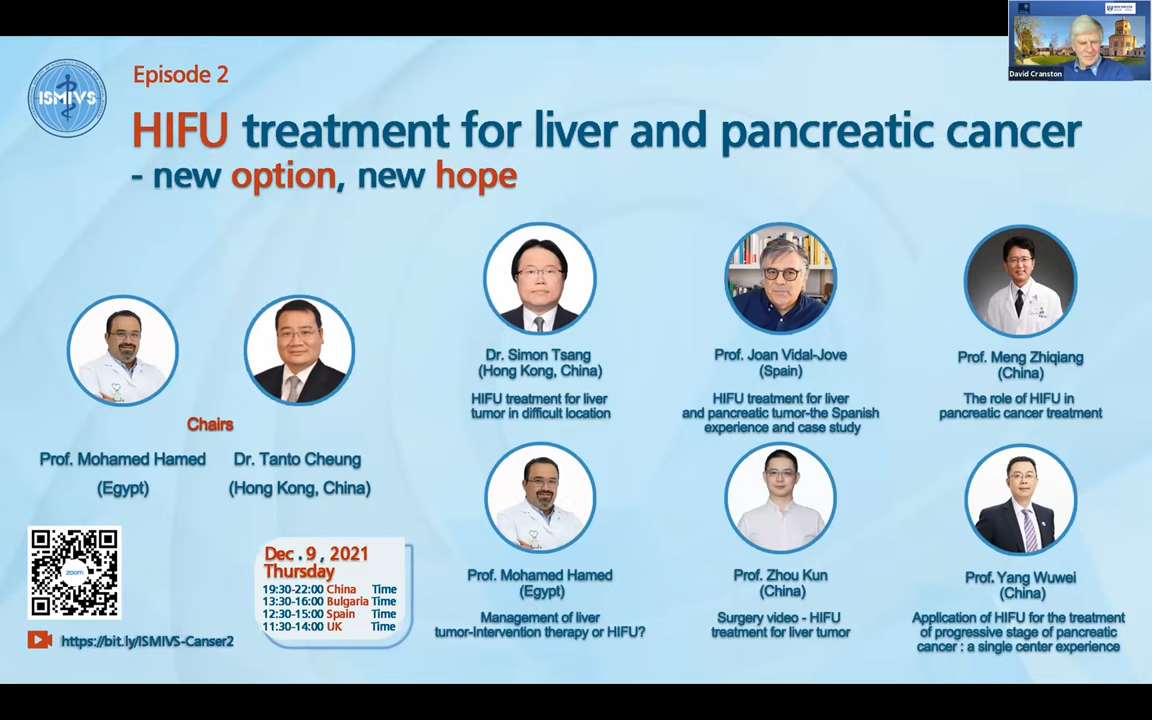 David Cranston
ISMIVS
Episode 2
HIFU treatment for liver and pancreatic cancer
- new option, new hope
Chairs
Prof. Mohamed Hamed
(Egypt)
Dr. Tanto Cheung
(Hong Kong, China)
Dr. Simon Tsang
(Hong Kong, China)
HIFU treatment for liver
tumor in difficult location
Prof. Joan Vidal-Jove
(Spain)
HIFU treatment for liver
and pancreatic tumor-the Spanish
experience and case study
Prof. Meng Zhiqiang
(China)
The role of HIFU in
pancreatic cancer treatment
Prof. Mohamed Hamed
(Egypt)
Management of liver
tumor-Intervention therapy or HIFU?
Prof. Zhou Kun
(China)
Surgery video - HIFU
treatment for liver tumor
Prof. Yang Wuwei
(China)
Application of HIFU for the treatment
of progressive stage of pancreatic
cancer : a single center experience
Dec . 9 , 2021
Thursday
19:30-22:00 China Time
13:30-16:00 Bulgaria Time
12:30-15:00 Spain Time
11:30-14:00 UK Time
zoom
https://bit.ly/ISMIVS-Canser2